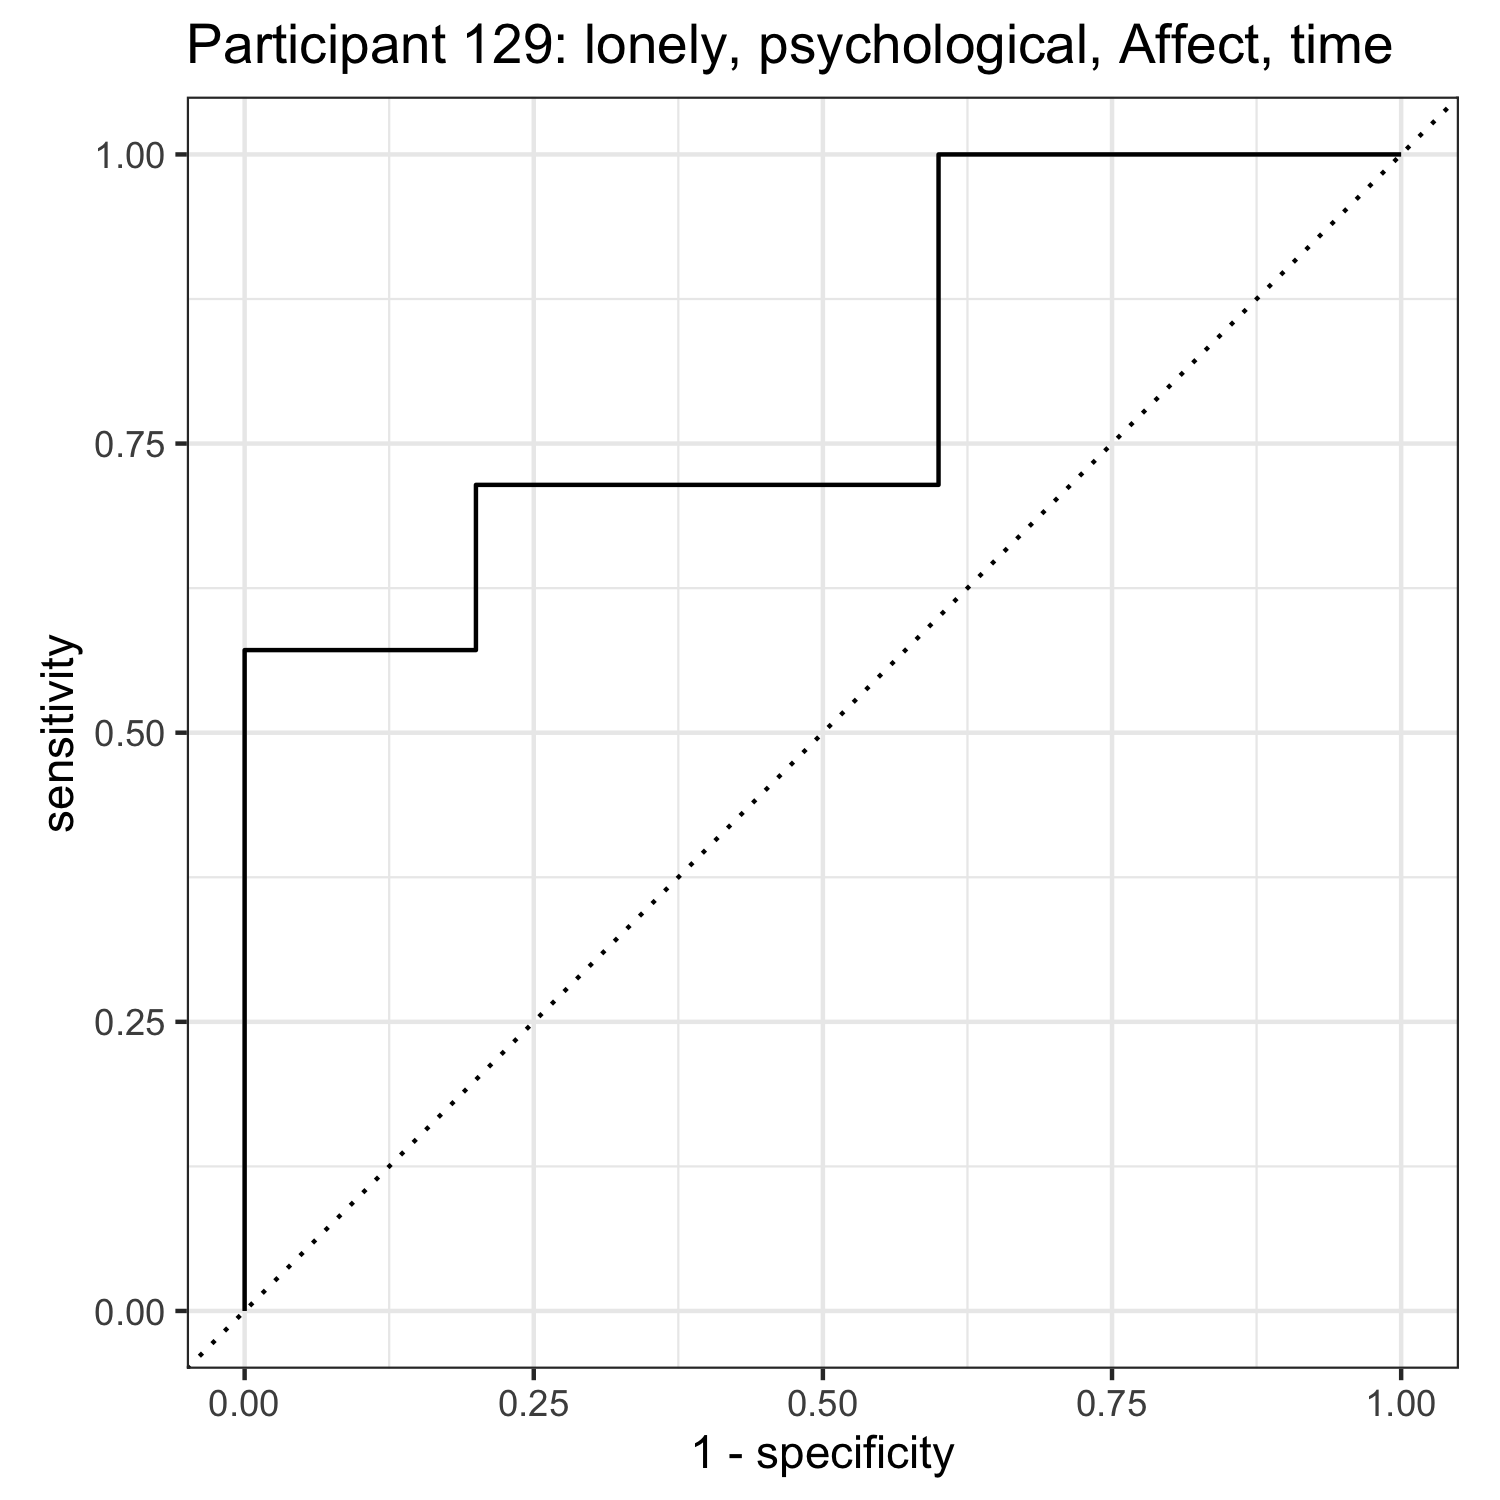 Participant 129: lonely, psychological, Affect, time
sensitivity
1.00
0.75
0.50
0.25
0.00
0.00 0.25 0.50 0.75 1.00
1 - specificity